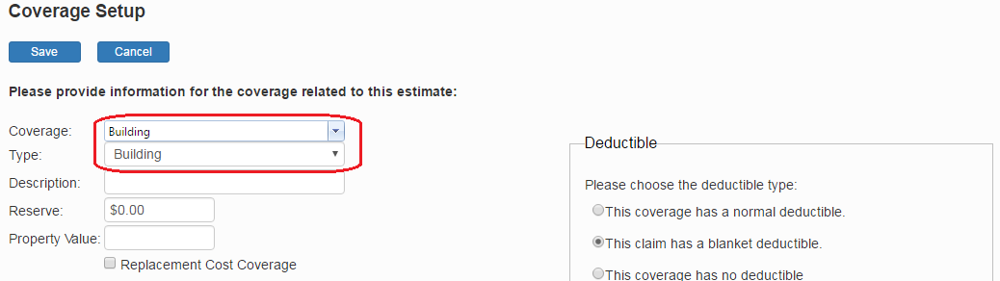 Coverage Setup
Save Cancel
Please provide information for the coverage related to this estimate:
Coverage: Building
Type: Building
Description:
Reserve: $0.00
Property Value:
Replacement Cost Coverage
Deductible
Please choose the deductible type:
This coverage has a normal deductible.
This claim has a blanket deductible.
This coverage has no deductible